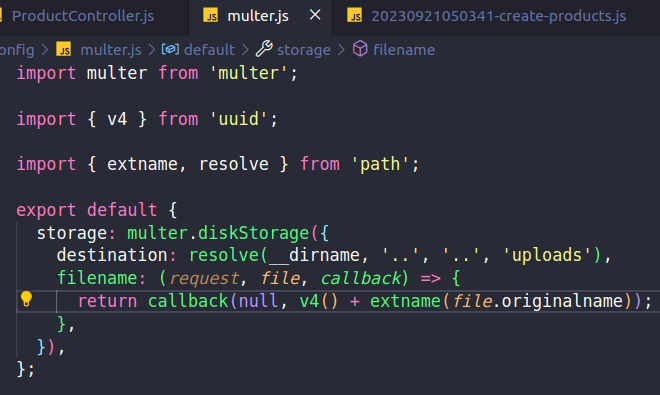 ProductController.js JS multer.js × JS 20230921050341-create-products.js
onfig > JS multer.js > default > storage > filename
import multer from 'multer';
import { v4 } from 'uuid';
import { extname, resolve } from 'path';
export default {
storage: multer.diskStorage({
destination: resolve(__dirname, '..', '..', 'uploads'),
filename: (request, file, callback) => {
return callback(null, v4() + extname(file.originalname));
},
}),
};